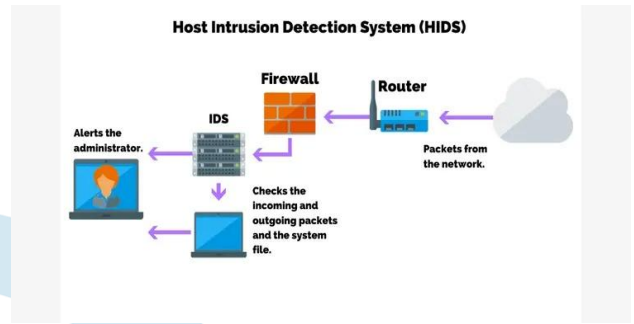 Host Intrusion Detection System (HIDS)
Firewall
Router
IDS
Alerts the
administrator.
Packets from
the network.
Checks the
incoming and
outgoing packets
and the system
file.